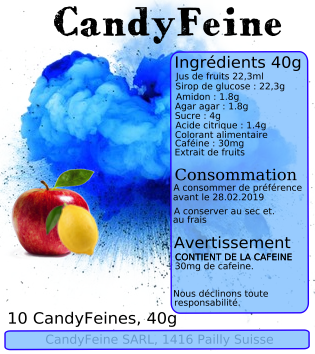 CandyFeine
Ingrédients 40g
Jus de fruits 22,3ml
Sirop de glucose : 22,3g
Amidon : 1.8g
Agar agar : 1.8g
Sucre : 4g
Acide citrique : 1.4g
Colorant alimentaire
Caféine : 30mg
Extrait de fruits
Consommation
A consommer de préférence
avant le 28.02.2019
A conserver au sec et.
au frais
Avertissement
CONTIENT DE LA CAFEINE
30mg de cafeine.
Nous déclinons toute
responsabilité.
10 CandyFeines, 40g
CandyFeine SARL, 1416 Pailly Suisse